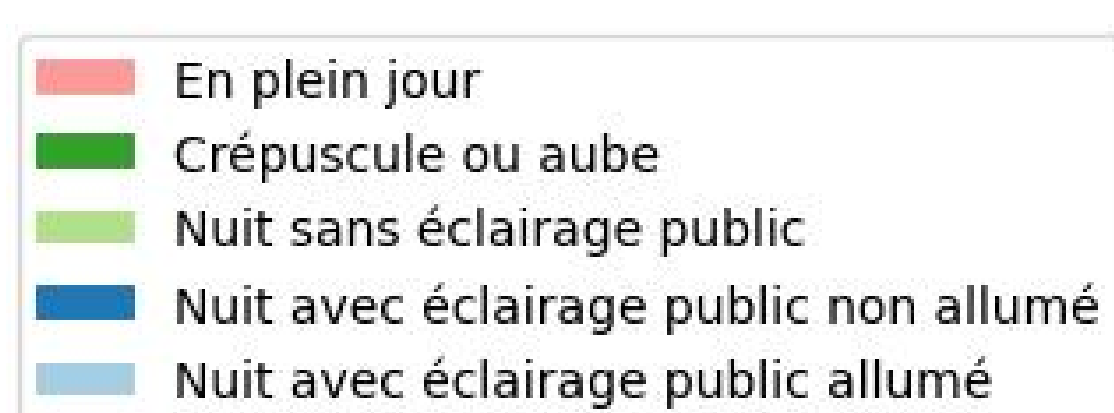 En plein jour
Crépuscule ou aube
Nuit sans éclairage public
Nuit avec éclairage public non allumé
Nuit avec éclairage public allumé